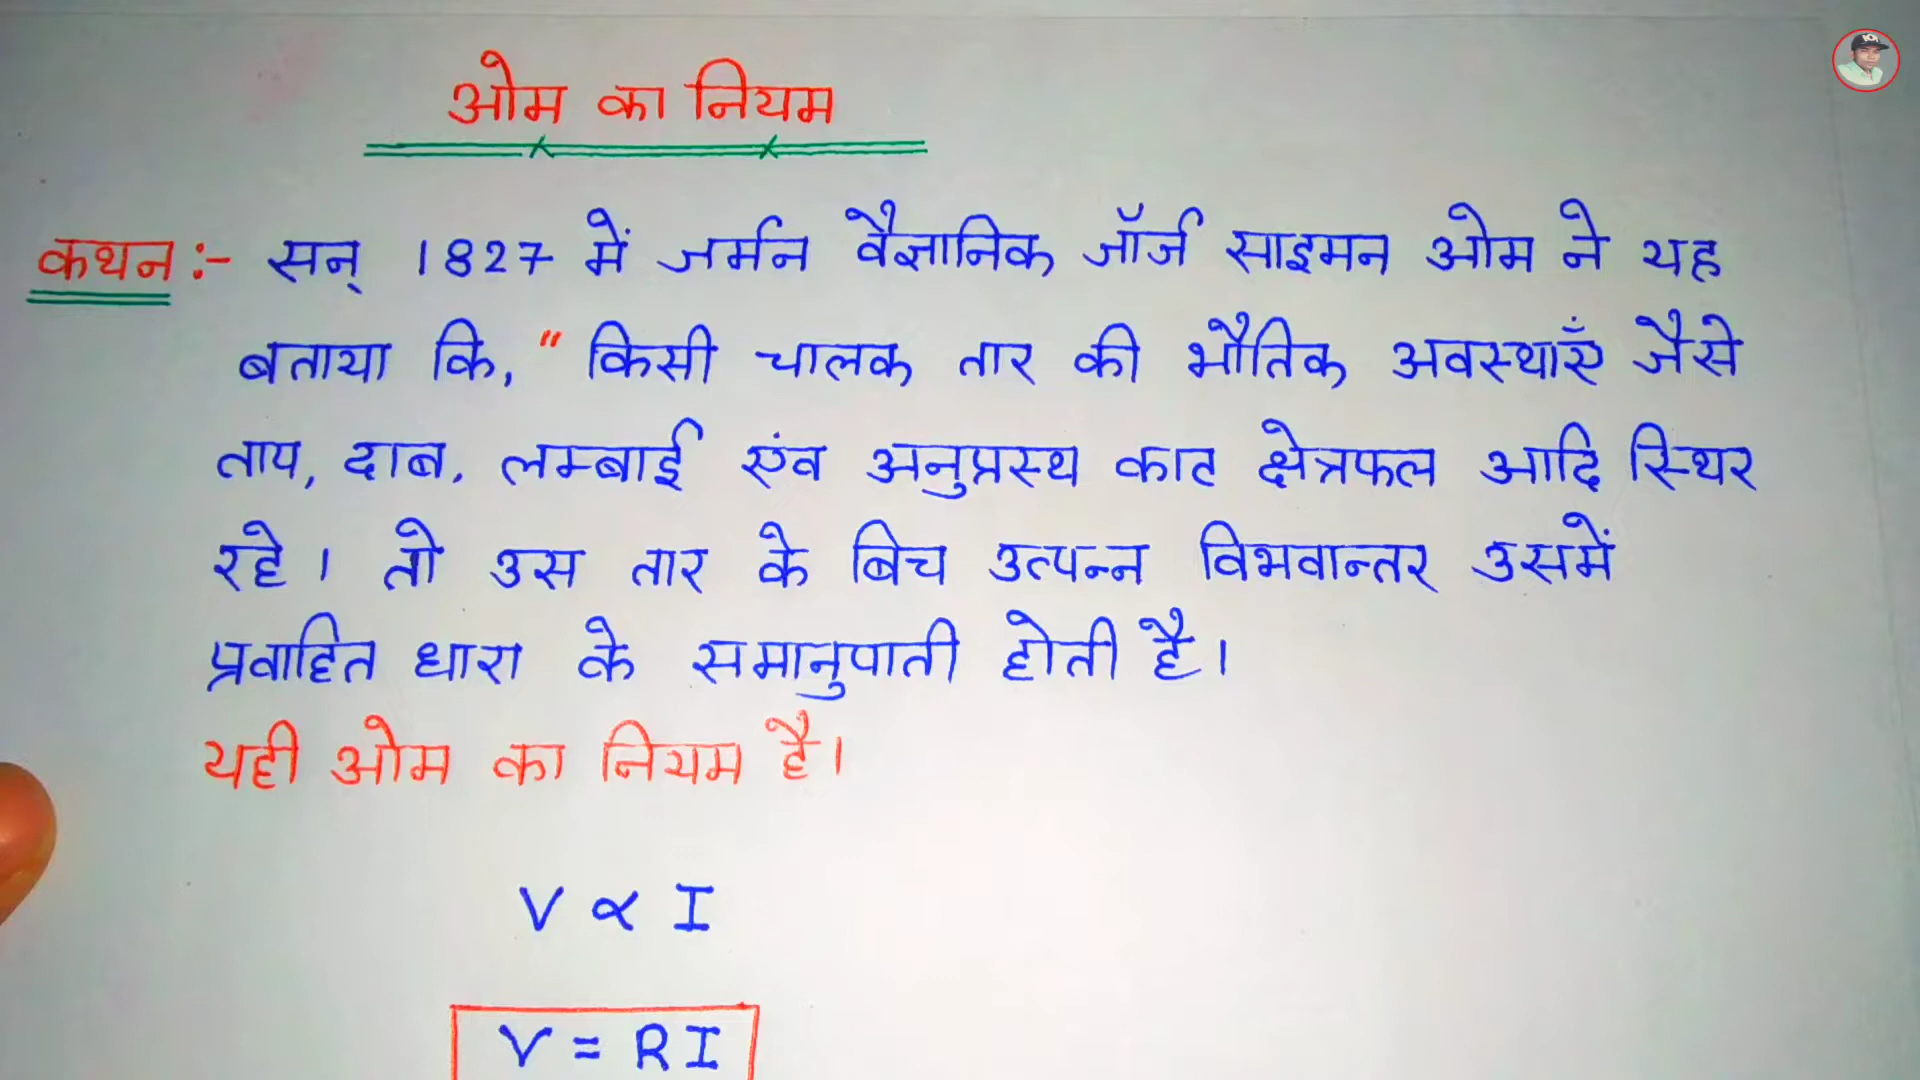 ओम का नियम
कथन :- सन् 1827 में जर्मन वैज्ञानिक जॉर्ज साइमन ओम ने यह
बताया कि, " किसी चालक तार की भौतिक अवस्थाएँ जैसे
ताप, दाब, लम्बाई एंव अनुप्रस्थ काट क्षेत्रफल आदि स्थिर
रहे । तो उस तार के बिच उत्पन्न विभवान्तर उसमें
प्रवाहित धारा के समानुपाती होती है ।
यही ओम का नियम है ।
V ∝ I
V = RI